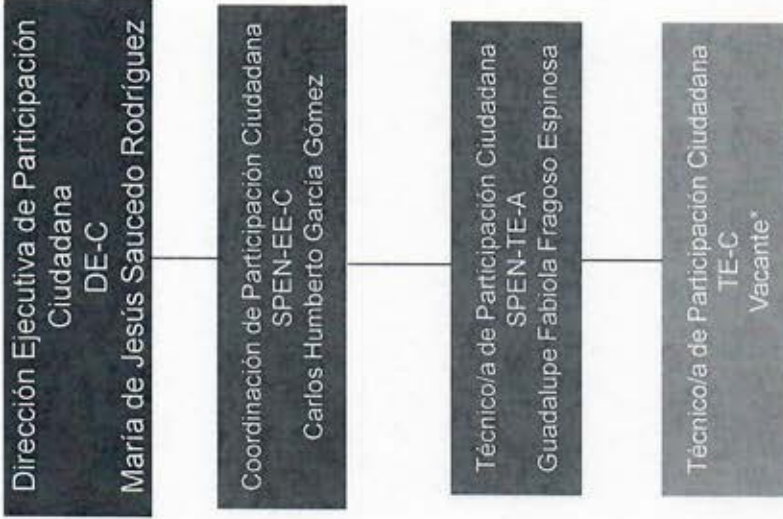 Dirección Ejecutiva de Participación
Ciudadana
DE-C
María de Jesús Saucedo Rodríguez
Coordinación de Participación Ciudadana
SPEN-EE-C
Carlos Humberto García Gómez
Técnico/a de Participación Ciudadana
SPEN-TE-A
Guadalupe Fabiola Fragoso Espinosa
Técnico/a de Participación Ciudadana
TE-C
Vacante*